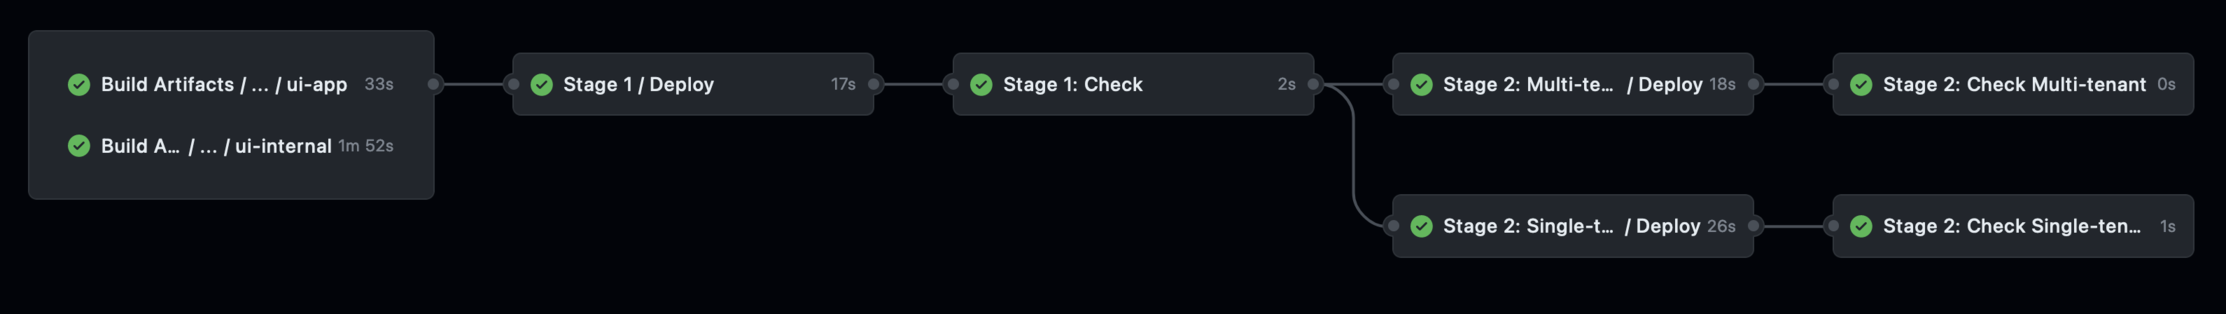 Build Artifacts / ... / ui-app 33s
Build A... / ... / ui-internal 1m 52s
Stage 1 / Deploy 17s
Stage 1: Check 2s
Stage 2: Multi-te... / Deploy 18s
Stage 2: Check Multi-tenant 0s
Stage 2: Single-t... / Deploy 26s
Stage 2: Check Single-ten... 1s